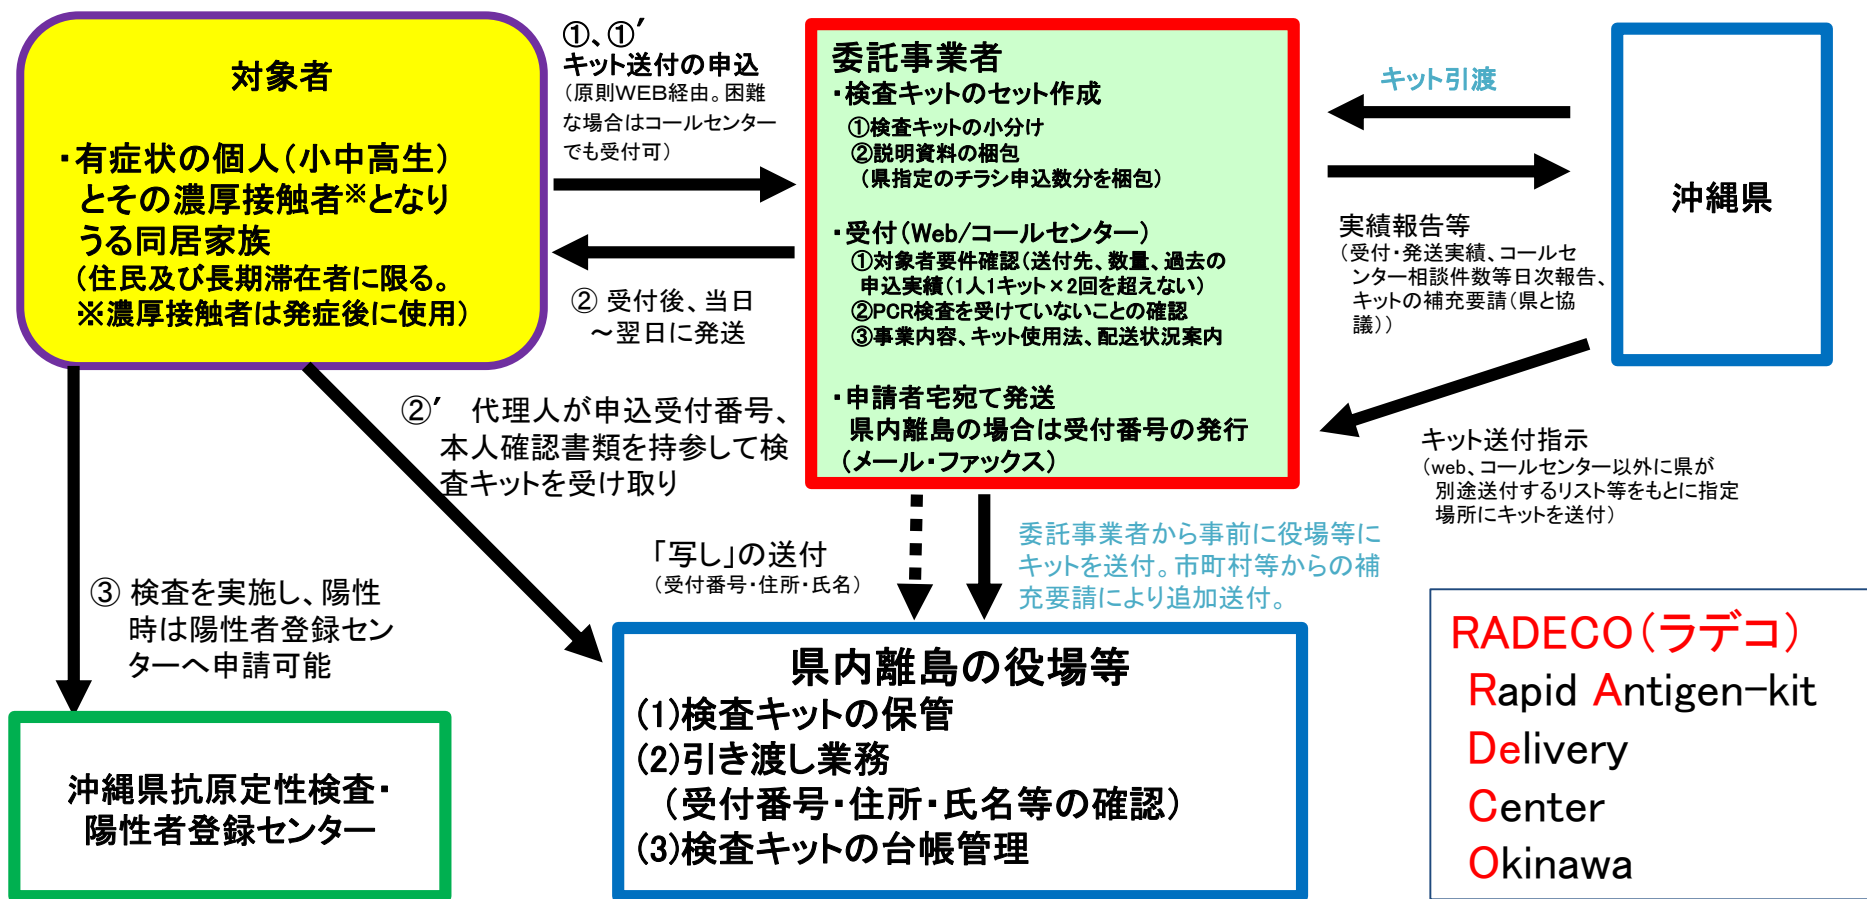 対象者
・有症状の個人(小中高生)
とその濃厚接触者※となり
うる同居家族
(住民及び長期滞在者に限る。
※濃厚接触者は発症後に使用)
①、①′
キット送付の申込
(原則WEB経由。困難
な場合はコールセンター
でも受付可)
② 受付後、当日
～翌日に発送
委託事業者
・検査キットのセット作成
①検査キットの小分け
②説明資料の梱包
(県指定のチラシ申込数分を梱包)
・受付(Web/コールセンター)
①対象者要件確認(送付先、数量、過去の
申込実績(1人1キット×2回を超えない)
②PCR検査を受けていないことの確認
③事業内容、キット使用法、配送状況案内
・申請者宅宛て発送
県内離島の場合は受付番号の発行
(メール・ファックス)
キット引渡
実績報告等
(受付・発送実績、コールセ
ンター相談件数等日次報告、
キットの補充要請(県と協
議))
沖縄県
キット送付指示
(web、コールセンター以外に県が
別途送付するリスト等をもとに指定
場所にキットを送付)
②′ 代理人が申込受付番号、
本人確認書類を持参して検
査キットを受け取り
「写し」の送付
(受付番号・住所・氏名)
委託事業者から事前に役場等に
キットを送付。市町村等からの補
充要請により追加送付。
③ 検査を実施し、陽性
時は陽性者登録セン
ターへ申請可能
沖縄県抗原定性検査・
陽性者登録センター
県内離島の役場等
(1)検査キットの保管
(2)引き渡し業務
(受付番号・住所・氏名等の確認)
(3)検査キットの台帳管理
RADECO(ラデコ)
Rapid Antigen-kit
Delivery
Center
Okinawa